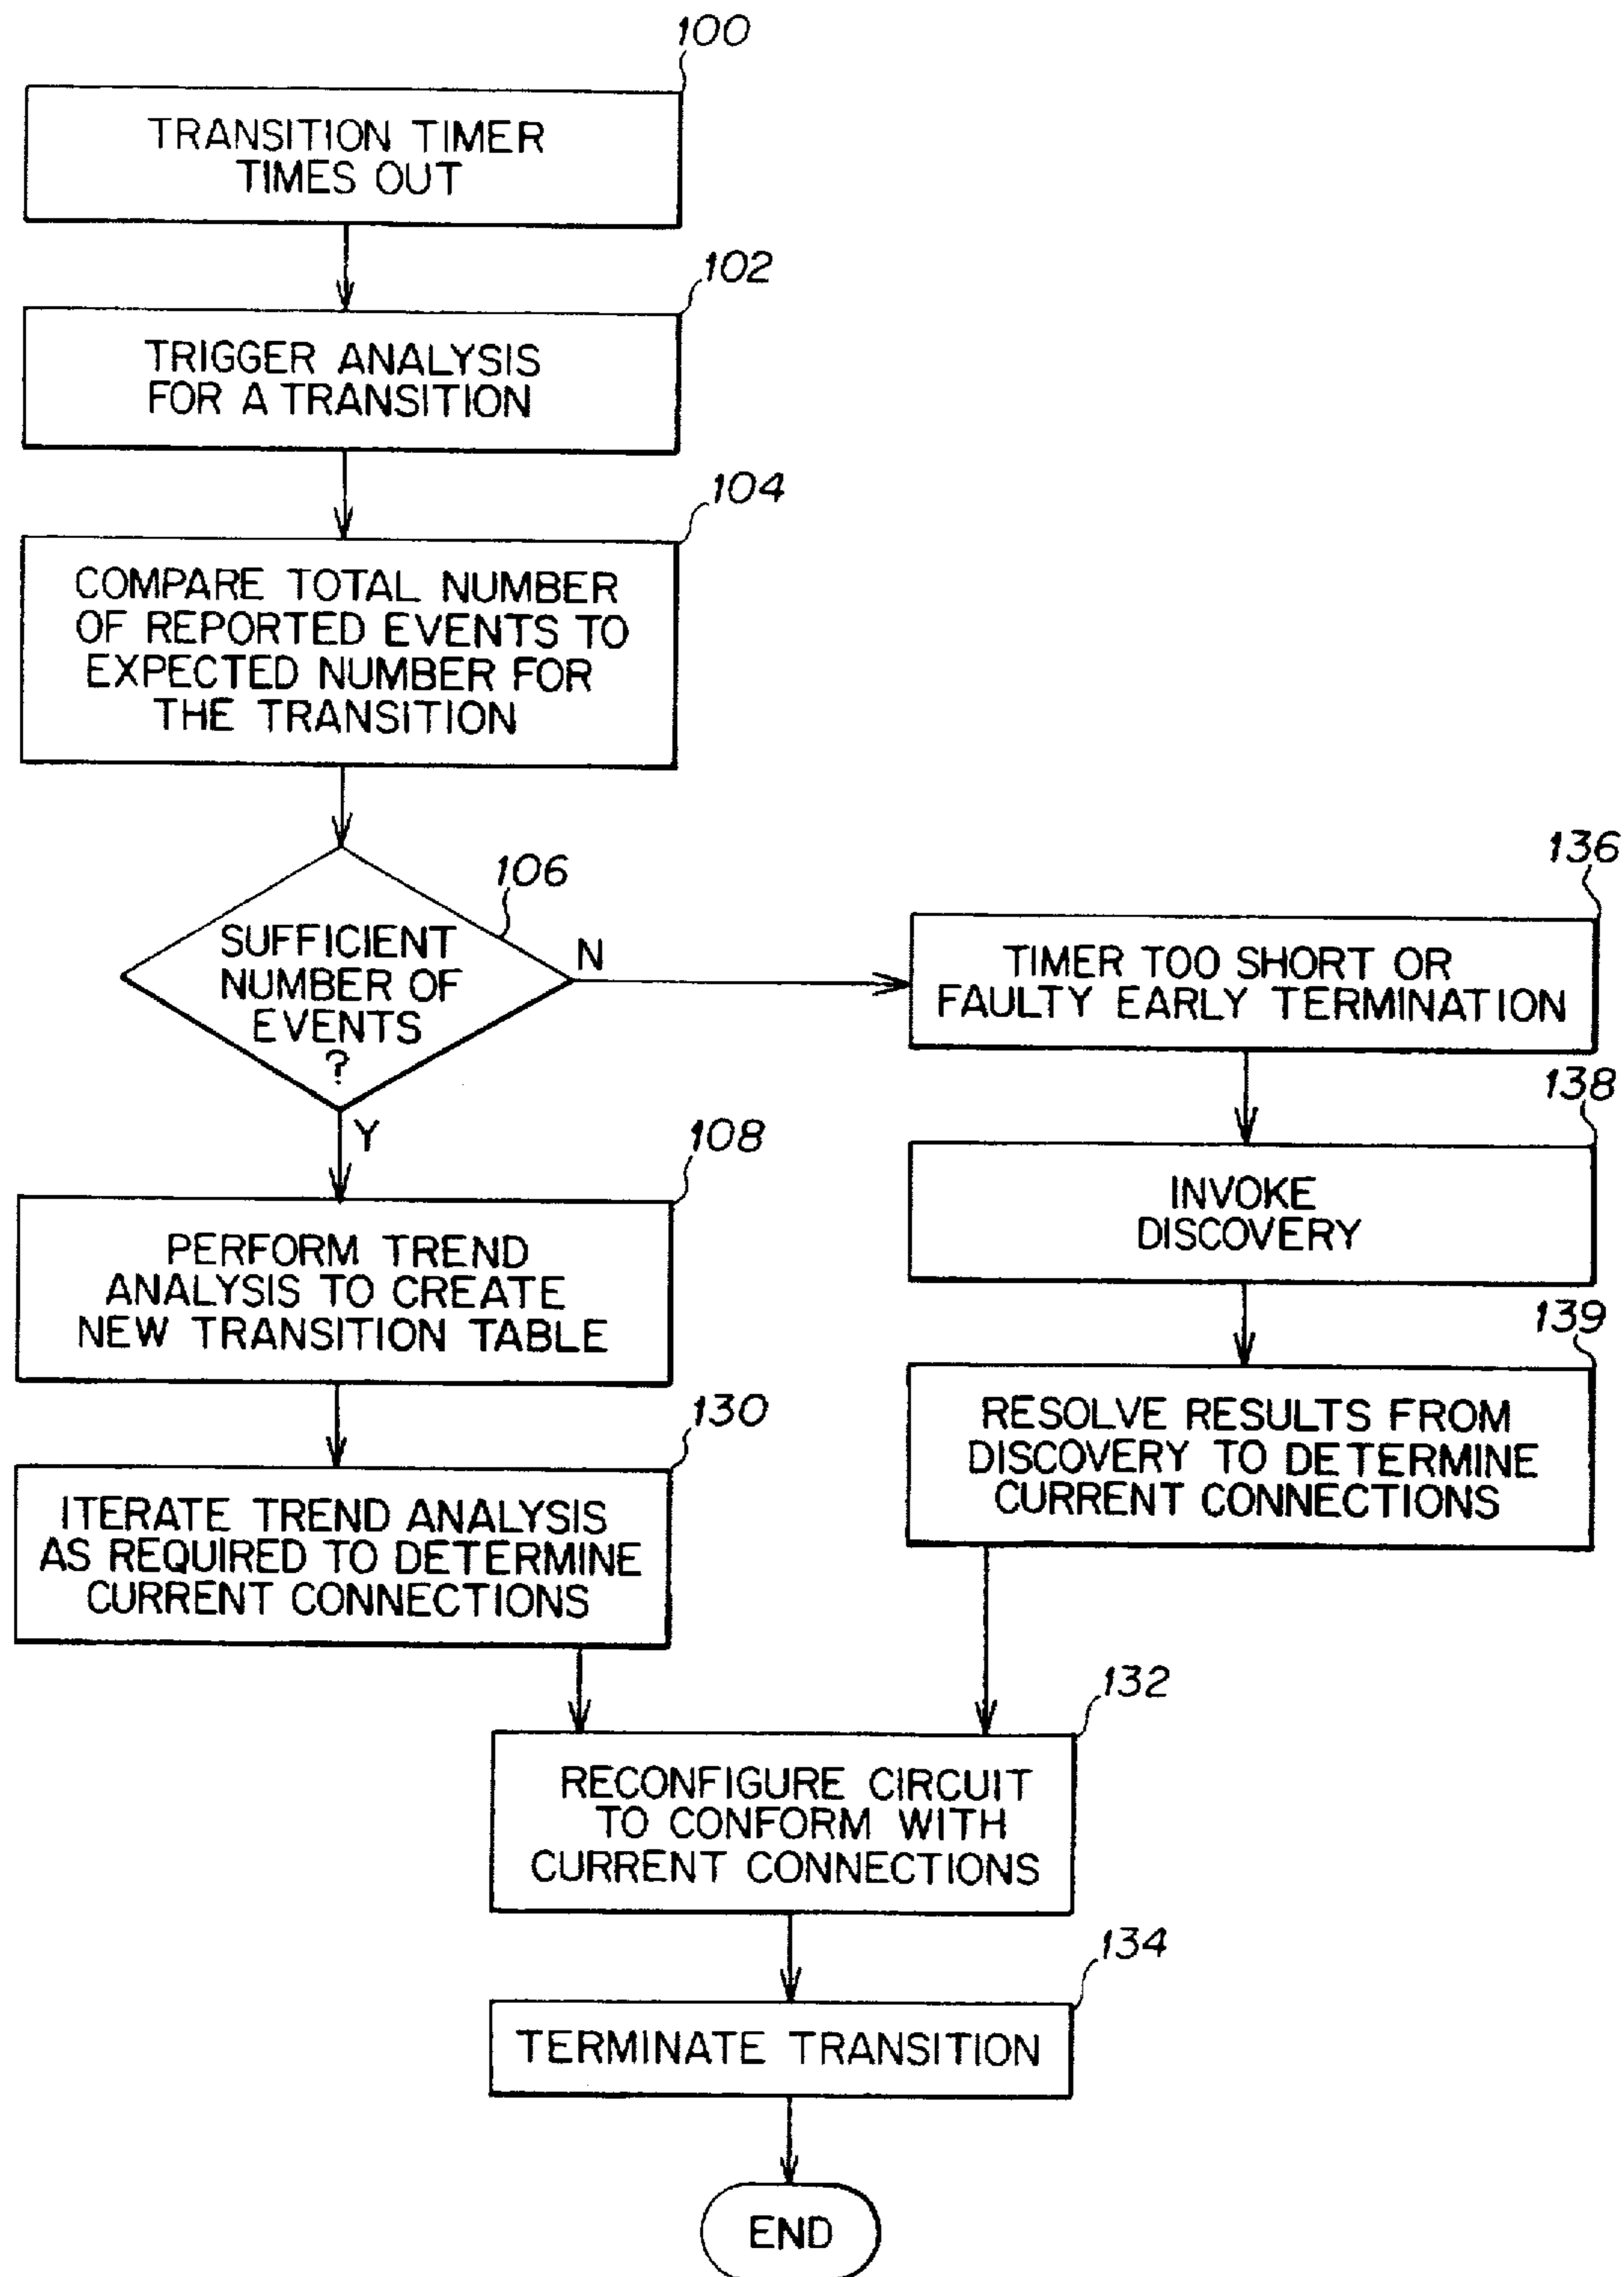 100
TRANSITION TIMER
TIMES OUT
102
TRIGGER ANALYSIS
FOR A TRANSITION
104
COMPARE TOTAL NUMBER
OF REPORTED EVENTS TO
EXPECTED NUMBER FOR
THE TRANSITION
106
SUFFICIENT
NUMBER OF
EVENTS
?
N
Y
136
TIMER TOO SHORT OR
FAULTY EARLY TERMINATION
138
INVOKE
DISCOVERY
108
PERFORM TREND
ANALYSIS TO CREATE
NEW TRANSITION TABLE
139
RESOLVE RESULTS FROM
DISCOVERY TO DETERMINE
CURRENT CONNECTIONS
130
ITERATE TREND ANALYSIS
AS REQUIRED TO DETERMINE
CURRENT CONNECTIONS
132
RECONFIGURE CIRCUIT
TO CONFORM WITH
CURRENT CONNECTIONS
134
TERMINATE TRANSITION
END